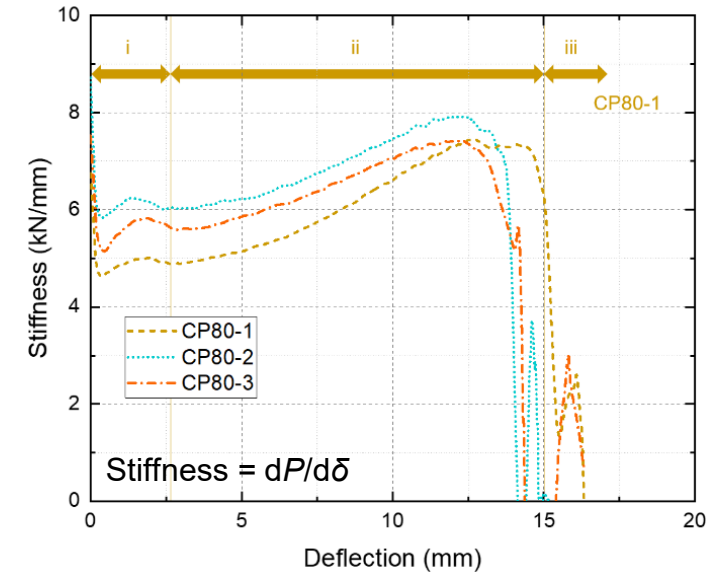 10
8
6
4
2
0
Stiffness (kN/mm)
i
ii
iii
CP80-1
CP80-1
CP80-2
CP80-3
Stiffness = dP/dδ
0
5
10
15
20
Deflection (mm)